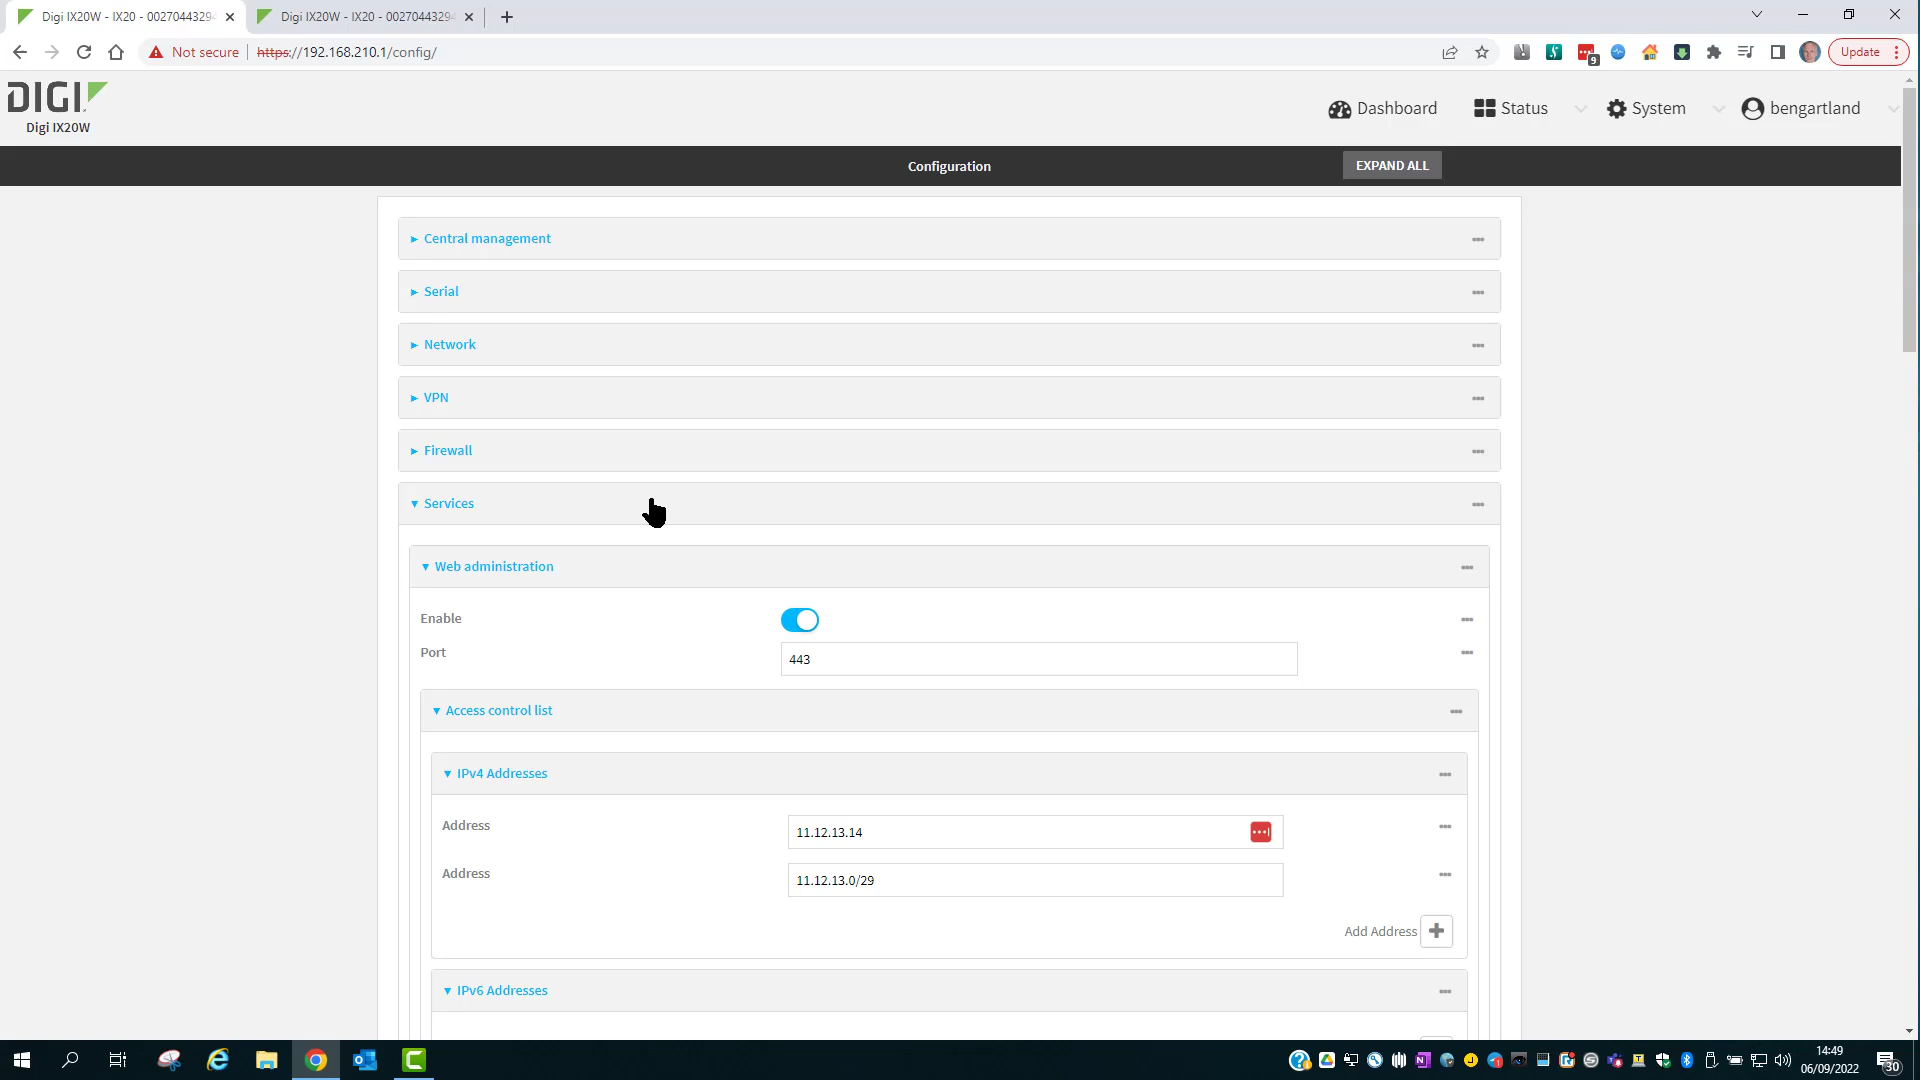 Digi IX20W - IX20 - 0027044329
Digi IX20W - IX20 - 0027044329
Not secure
https://192.168.210.1/config/
9
Update
DIGI
Digi IX20W
Dashboard
Status
System
bengartland
Configuration
EXPAND ALL
Central management
Serial
Network
VPN
Firewall
Services
Web administration
Enable
Port
443
Access control list
IPv4 Addresses
Address
11.12.13.14
Address
11.12.13.0/29
Add Address
IPv6 Addresses
14:49
06/09/2022
30